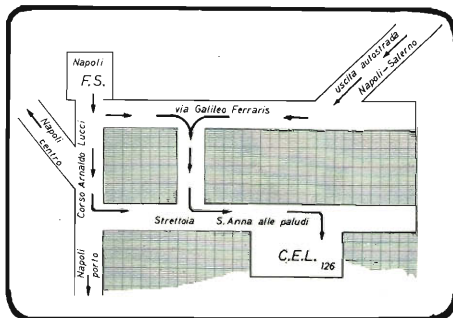 Napoli
F.S.
uscita autostrada
Napoli-Salerno
via Galileo Ferraris
Napoli
centro
Corso Arnaldo Lucci
Strettoia S. Anna alle paludi
C.E.L. 126
Napoli
porto